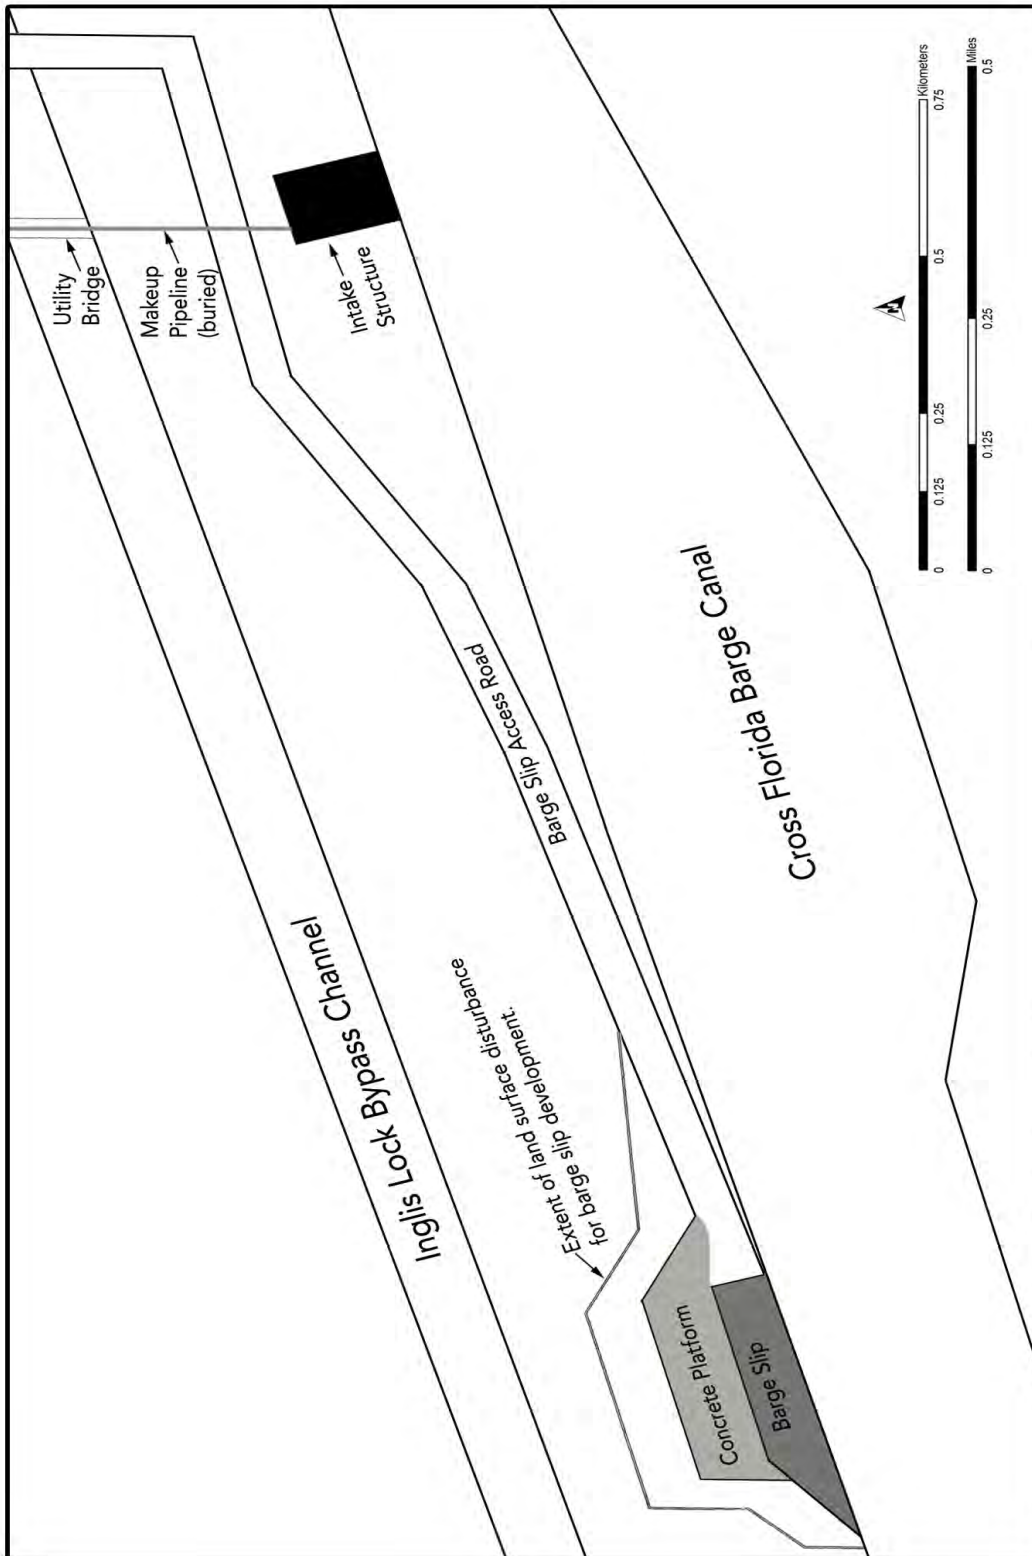 Utility
Bridge
Makeup
Pipeline
(buried)
Intake
Structure
Inglis Lock Bypass Channel
Barge Slip Access Road
Extent of land surface disturbance
for barge slip development.
Concrete Platform
Barge Slip
Cross Florida Barge Canal
N
Kilometers
0 0.125 0.25 0.5 0.75
Miles
0 0.125 0.25 0.5